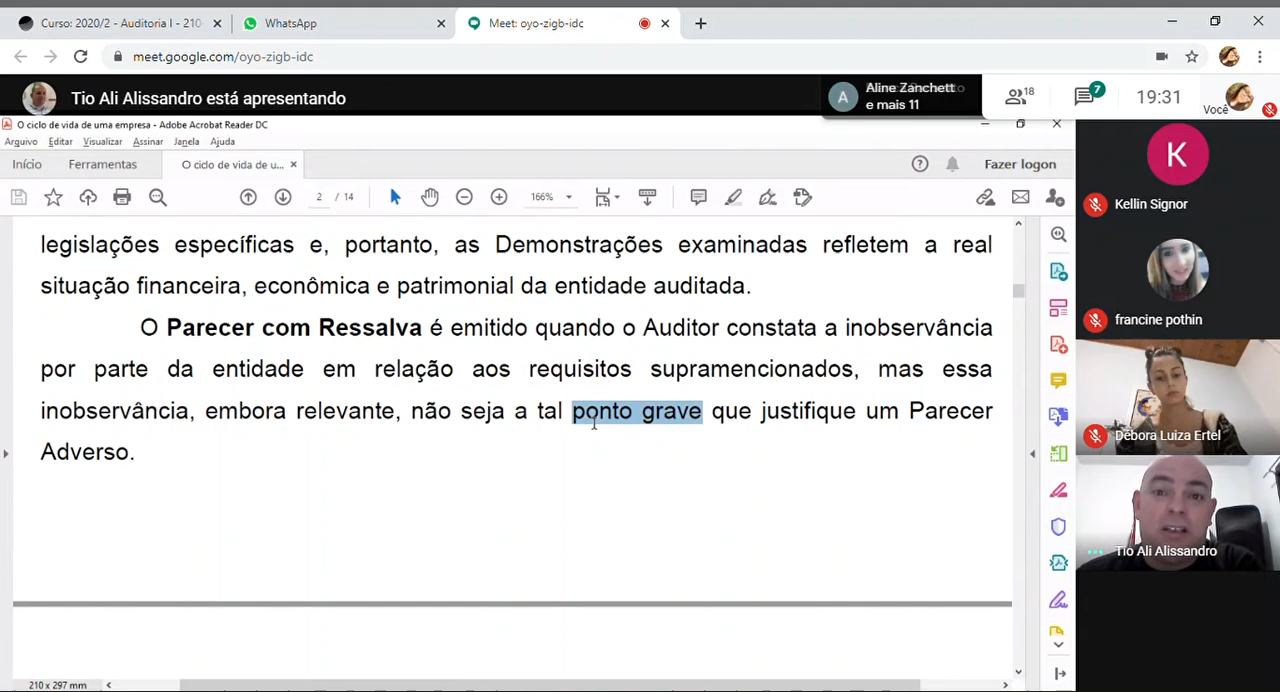 Curso: 2020/2 - Auditoria I - 210
WhatsApp
Meet: oyo-zigb-idc
meet.google.com/oyo-zigb-idc
Tio Ali Alissandro está apresentando
A
Aline Zanchett
e mais 11
18
7
19:31
Você
O ciclo de vida de uma empresa - Adobe Acrobat Reader DC
Arquivo Editar Visualizar Assinar Janela Ajuda
Início Ferramentas O ciclo de vida de u... Fazer logon
2 / 14 166%
legislações específicas e, portanto, as Demonstrações examinadas refletem a real
situação financeira, econômica e patrimonial da entidade auditada.
O Parecer com Ressalva é emitido quando o Auditor constata a inobservância
por parte da entidade em relação aos requisitos supramencionados, mas essa
inobservância, embora relevante, não seja a tal ponto grave que justifique um Parecer
Adverso.
210 x 297 mm
K
Kellin Signor
francine pothin
Débora Luiza Ertel
Tio Ali Alissandro